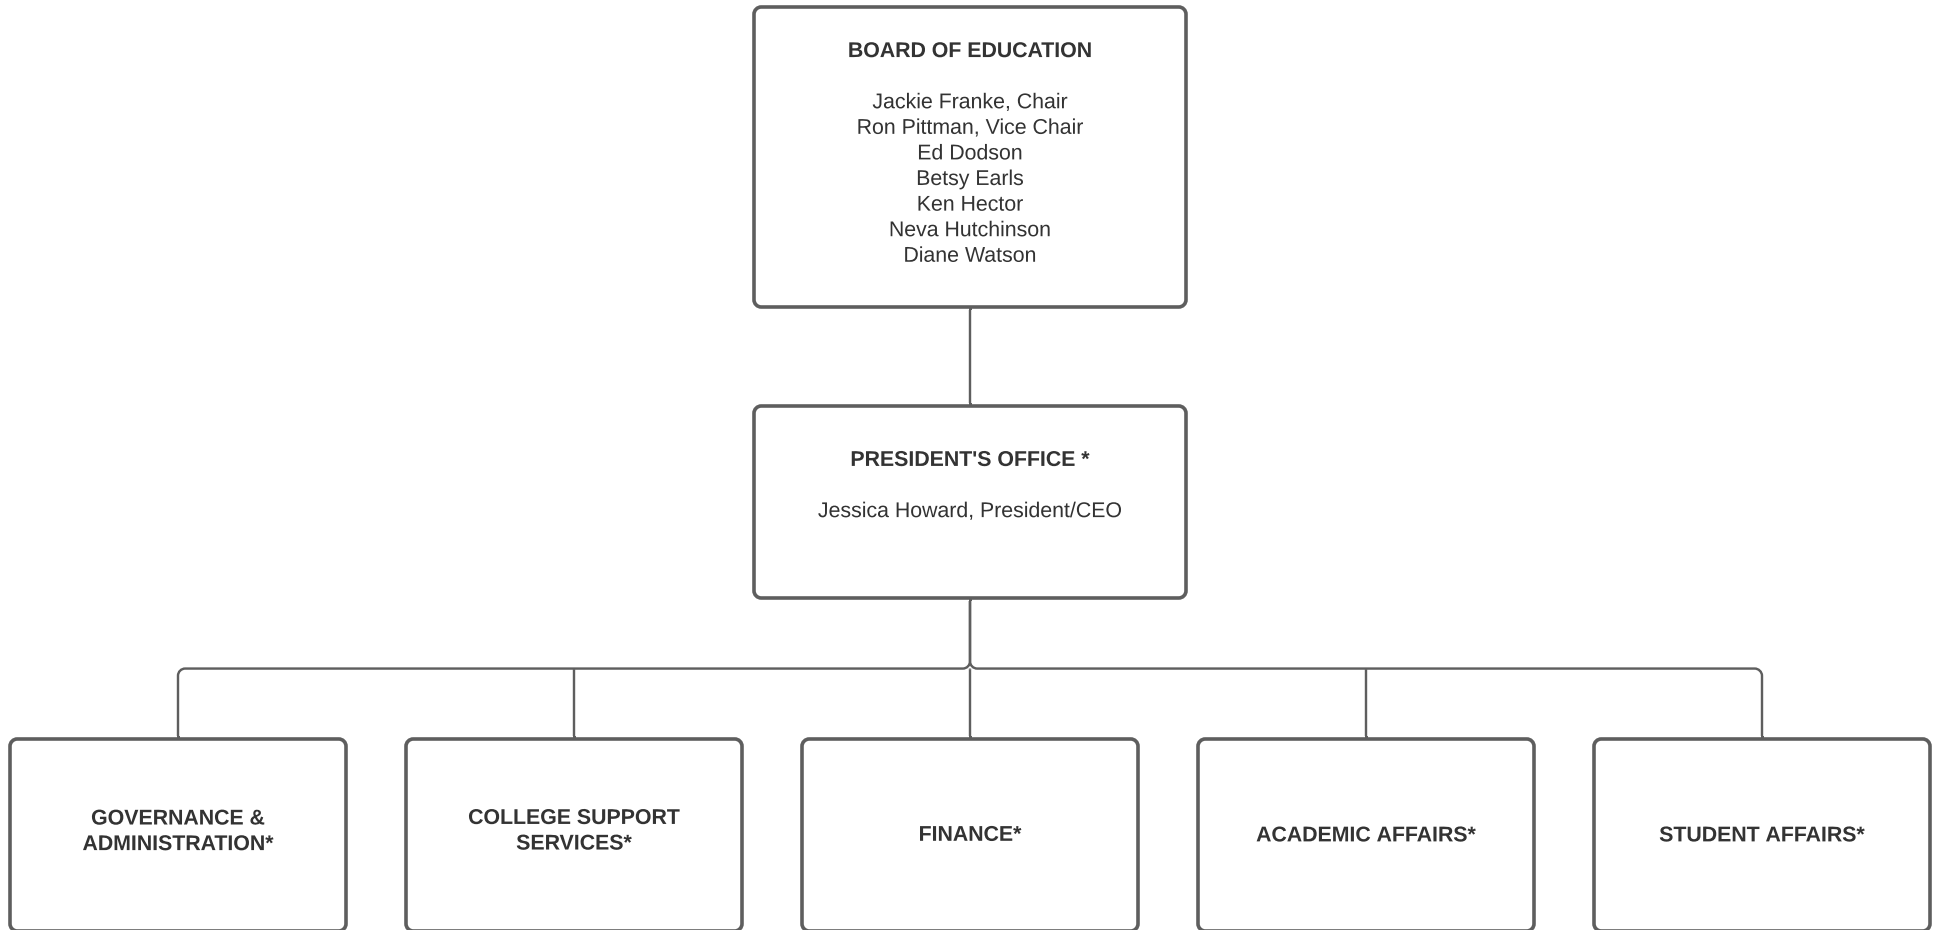 BOARD OF EDUCATION
Jackie Franke, Chair
Ron Pittman, Vice Chair
Ed Dodson
Betsy Earls
Ken Hector
Neva Hutchinson
Diane Watson
PRESIDENT'S OFFICE *
Jessica Howard, President/CEO
GOVERNANCE &
ADMINISTRATION*
COLLEGE SUPPORT
SERVICES*
FINANCE*
ACADEMIC AFFAIRS*
STUDENT AFFAIRS*